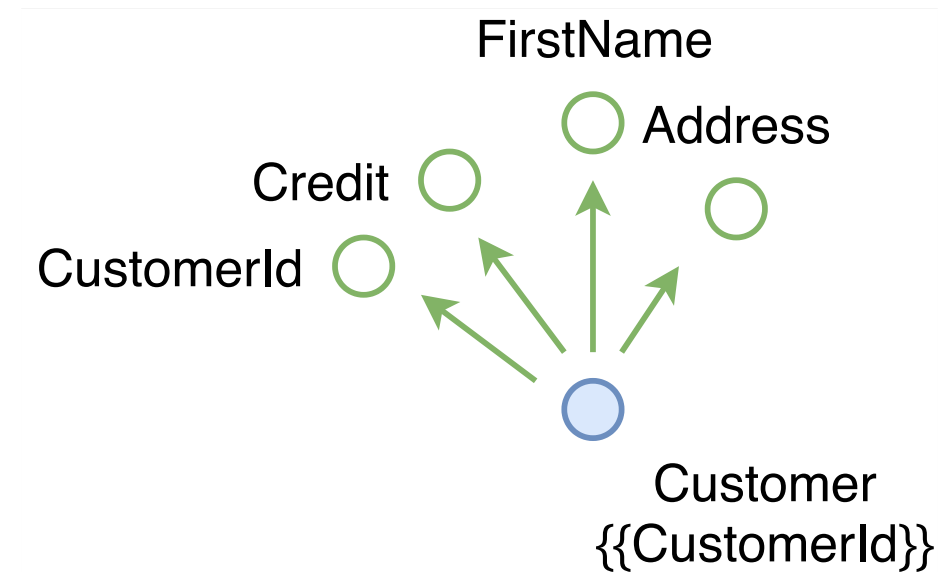 FirstName
Address
Credit
CustomerId
Customer
{{CustomerId}}